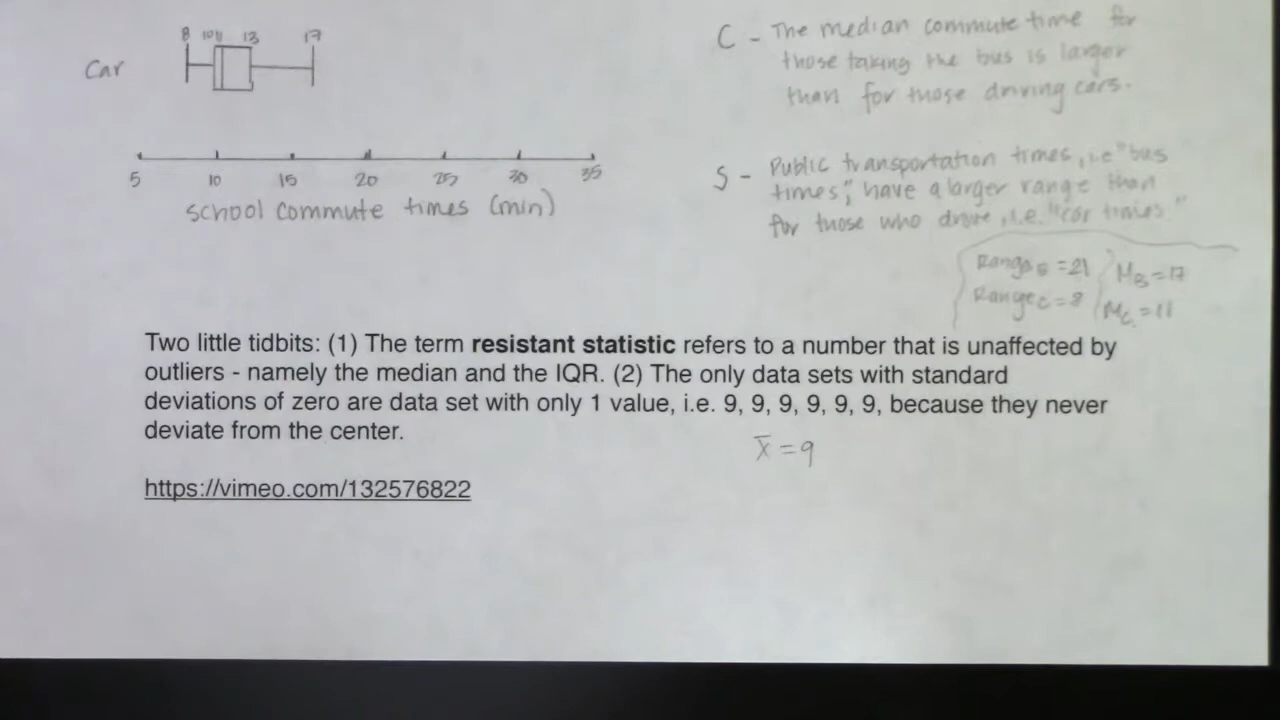 8 10 11 13 17
Car
5 10 15 20 25 30 35
school commute times (min)
C - The median commute time for
those taking the bus is larger
than for those driving cars.
S - Public transportation times, i.e "bus
times", have a larger range than
for those who drove, i.e. "car times"
Range_B = 21
Range_C = 8
M_B = 17
M_C = 11
Two little tidbits: (1) The term resistant statistic refers to a number that is unaffected by
outliers - namely the median and the IQR. (2) The only data sets with standard
deviations of zero are data set with only 1 value, i.e. 9, 9, 9, 9, 9, 9, because they never
deviate from the center.
x̄ = 9
https://vimeo.com/132576822